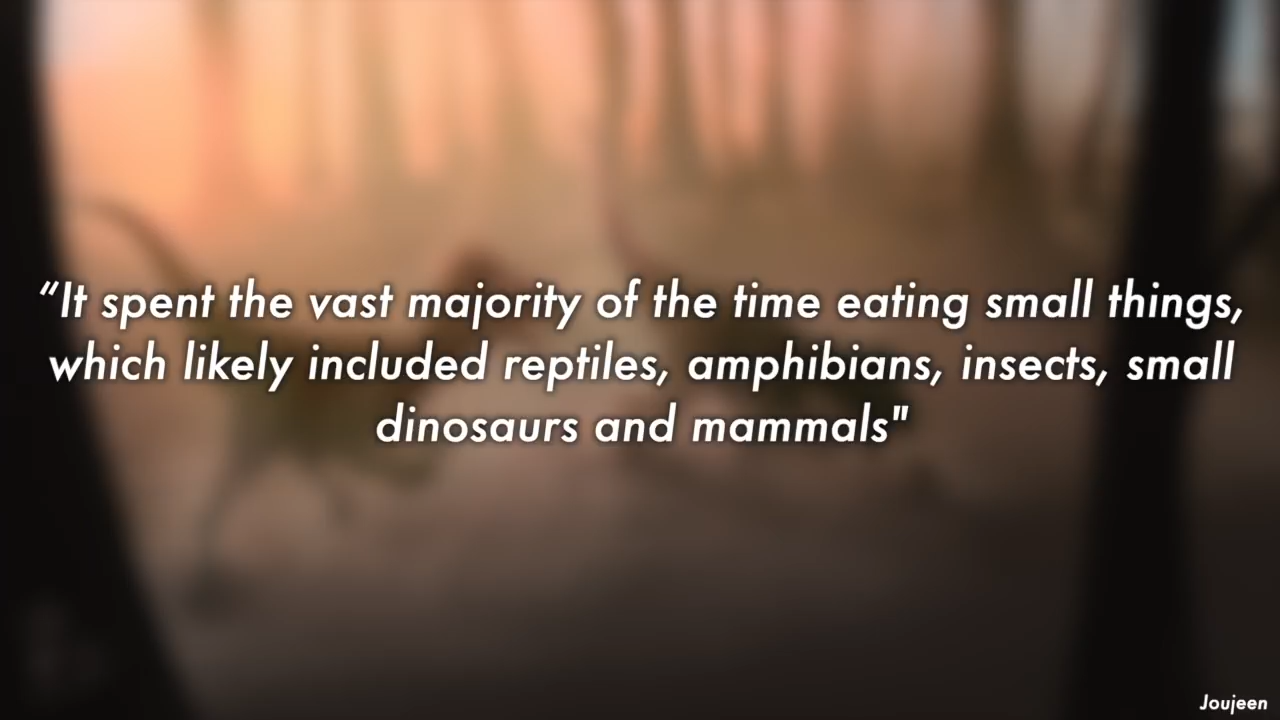 “It spent the vast majority of the time eating small things,
which likely included reptiles, amphibians, insects, small
dinosaurs and mammals"
Joujeen